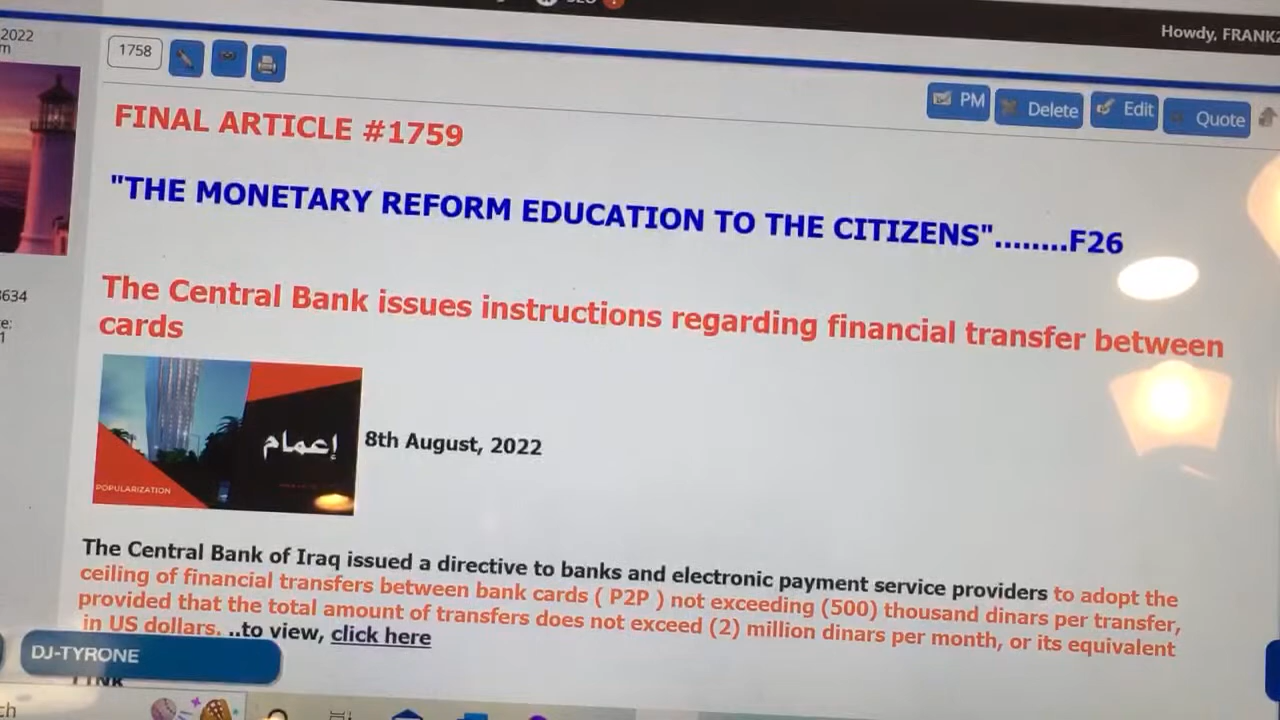 2022
Howdy, FRANK2
m
1758
PM
Delete
Edit
Quote
FINAL ARTICLE #1759
"THE MONETARY REFORM EDUCATION TO THE CITIZENS"........F26
The Central Bank issues instructions regarding financial transfer between
cards
3634
e:
1
إعمام
POPULARIZATION
8th August, 2022
The Central Bank of Iraq issued a directive to banks and electronic payment service providers to adopt the
ceiling of financial transfers between bank cards ( P2P ) not exceeding (500) thousand dinars per transfer,
provided that the total amount of transfers does not exceed (2) million dinars per month, or its equivalent
in US dollars. ..to view, click here
DJ-TYRONE
LINK
ch